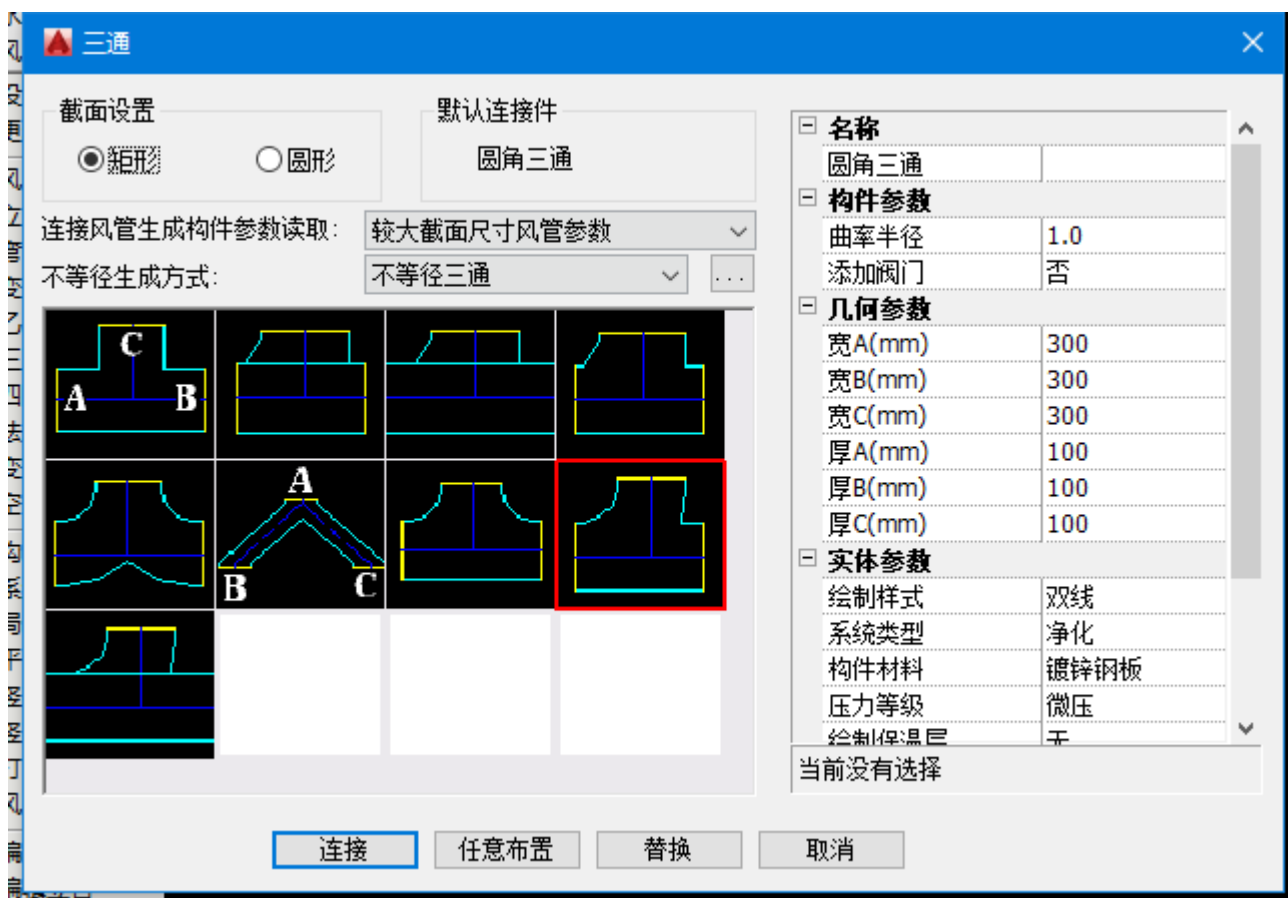 三通
截面设置
矩形
圆形
默认连接件
圆角三通
连接风管生成构件参数读取:
较大截面尺寸风管参数
不等径生成方式:
不等径三通
...
C
A B
A
B C
名称
圆角三通
构件参数
曲率半径 1.0
添加阀门 否
几何参数
宽A(mm) 300
宽B(mm) 300
宽C(mm) 300
厚A(mm) 100
厚B(mm) 100
厚C(mm) 100
实体参数
绘制样式 双线
系统类型 净化
构件材料 镀锌钢板
压力等级 微压
绘制保温层 无
当前没有选择
连接 任意布置 替换 取消